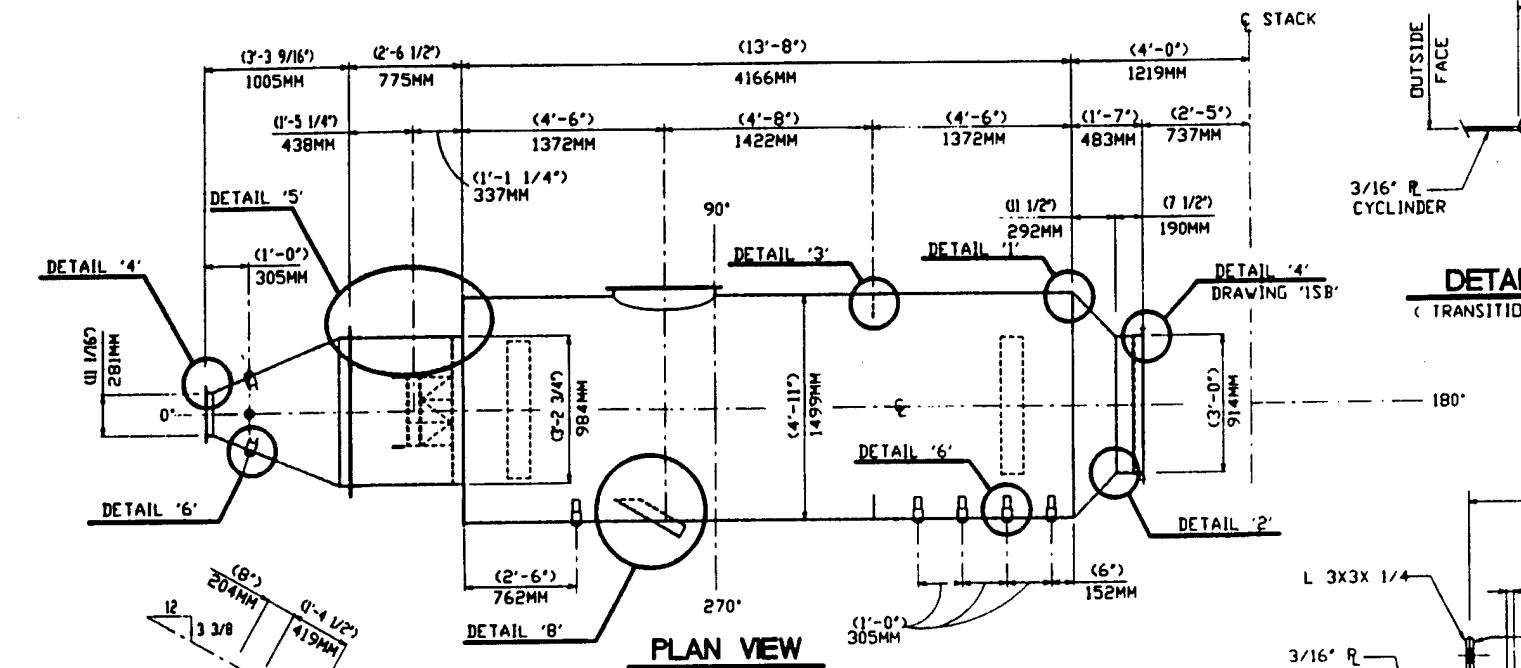 ℄ STACK
(3'-3 9/16")
1005MM
(2'-6 1/2")
775MM
(13'-8")
4166MM
(4'-0")
1219MM
OUTSIDE
FACE
(1'-5 1/4")
438MM
(4'-6")
1372MM
(4'-8")
1422MM
(4'-6")
1372MM
(1'-7")
483MM
(2'-5")
737MM
(1'-1 1/4")
337MM
3/16" ℄
CYLINDER
DETAIL '5'
90°
(11 1/2")
292MM
(7 1/2")
190MM
DETAIL '4'
(1'-0")
305MM
DETAIL '3'
DETAIL '1'
DETAIL '4'
DRAWING '1SB'
(11 1/16")
281MM
0°
(3'-2 3/4")
984MM
(4'-11")
1499MM
℄
(3'-0")
914MM
180°
DETAIL '6'
DETAIL '6'
DETAIL '2'
(2'-6")
762MM
270°
(6")
152MM
(1'-0")
305MM
L 3X3X 1/4
(8")
204MM
(1'-4 1/2")
419MM
12
3 3/8
DETAIL '8'
PLAN VIEW
3/16"